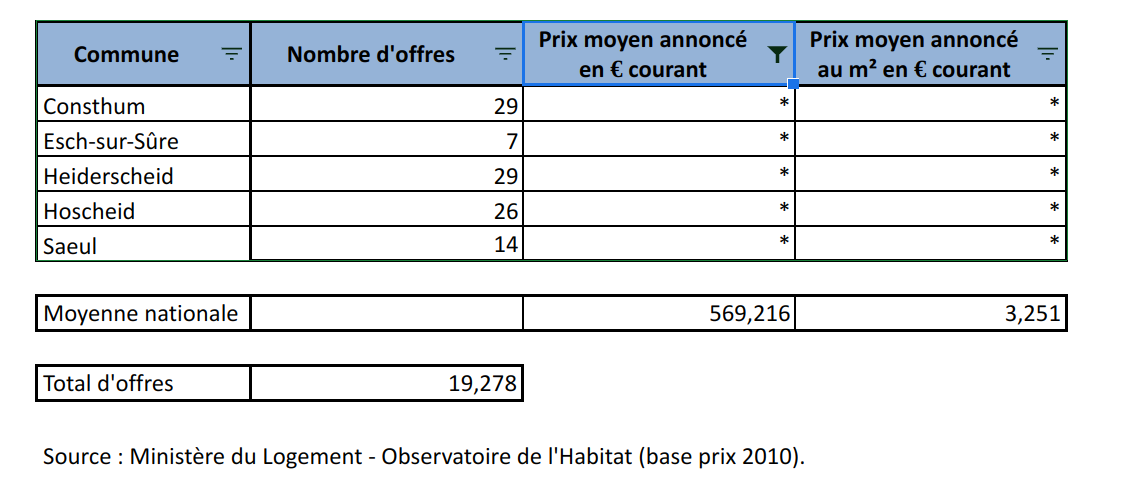 Commune Nombre d'offres Prix moyen annoncé en € courant Prix moyen annoncé au m² en € courant
Consthum 29 * *
Esch-sur-Sûre 7 * *
Heiderscheid 29 * *
Hoscheid 26 * *
Saeul 14 * *
Moyenne nationale 569,216 3,251
Total d'offres 19,278
Source : Ministère du Logement - Observatoire de l'Habitat (base prix 2010).